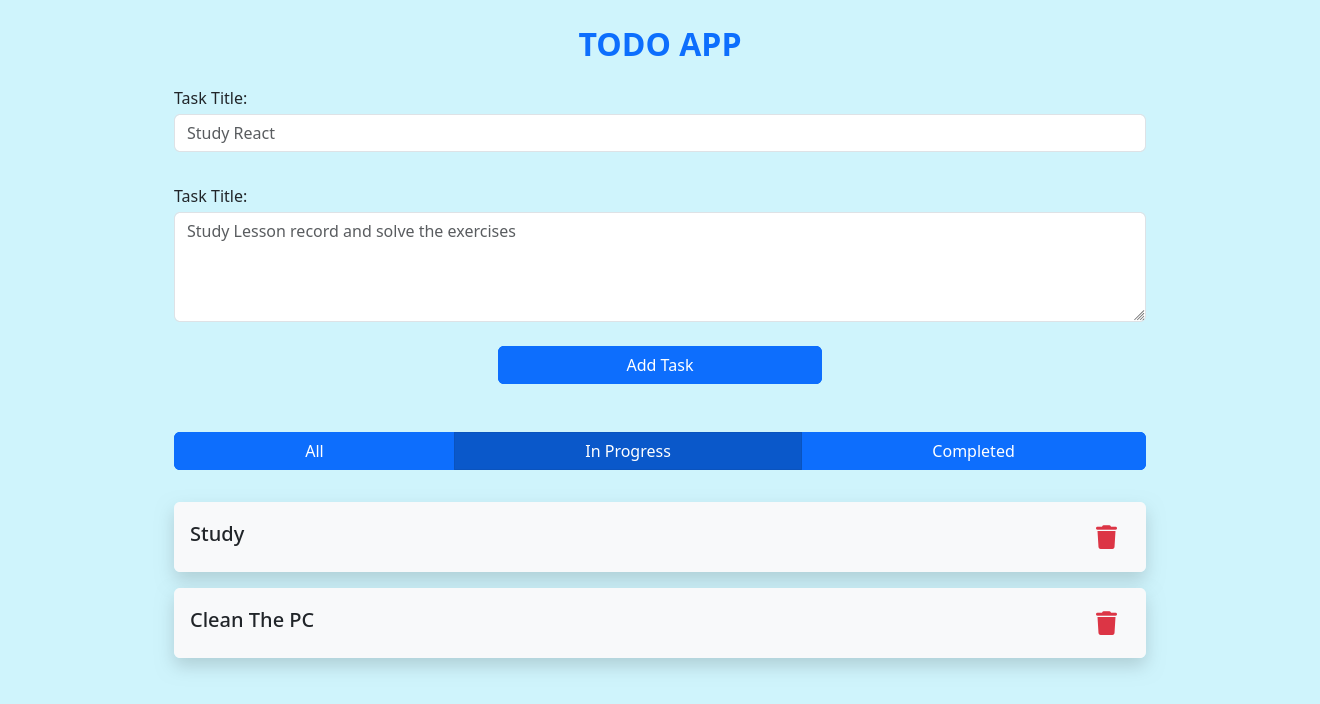 TODO APP
Task Title:
Study React
Task Title:
Study Lesson record and solve the exercises
Add Task
All
In Progress
Completed
Study
Clean The PC